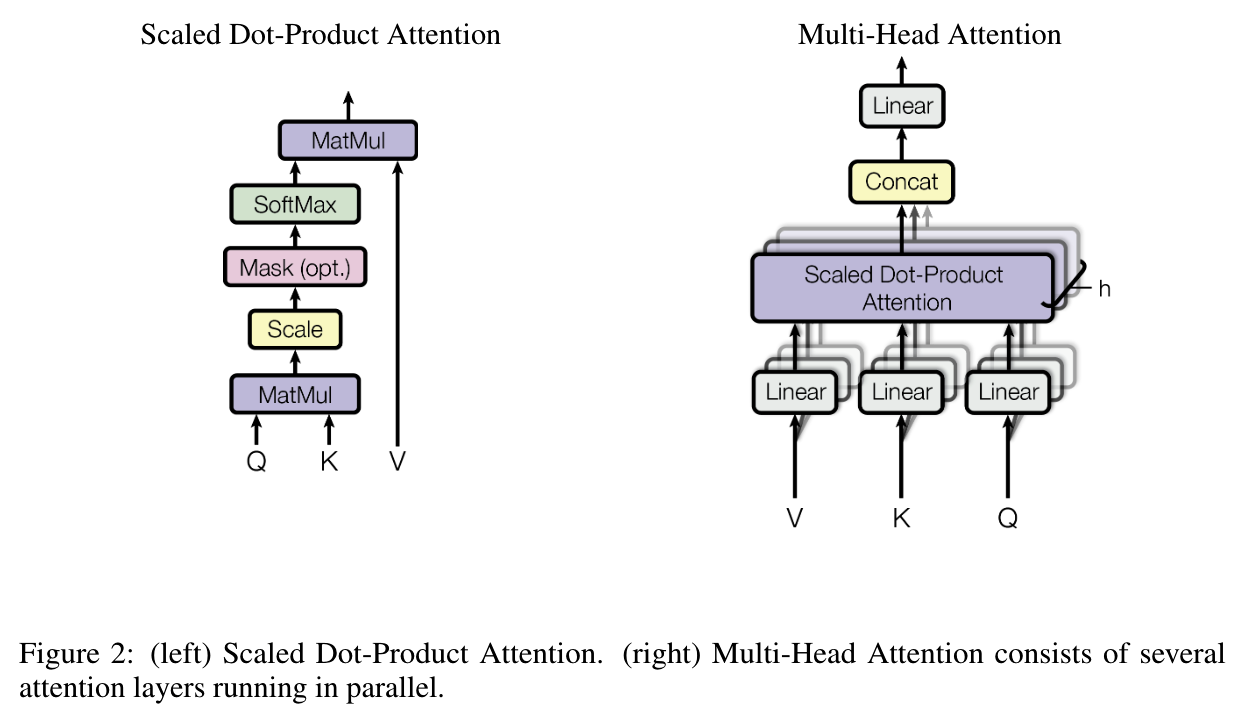 Scaled Dot-Product Attention
MatMul
SoftMax
Mask (opt.)
Scale
MatMul
Q K V
Multi-Head Attention
Linear
Concat
Scaled Dot-Product
Attention
h
Linear Linear Linear
V K Q
Figure 2: (left) Scaled Dot-Product Attention. (right) Multi-Head Attention consists of several
attention layers running in parallel.